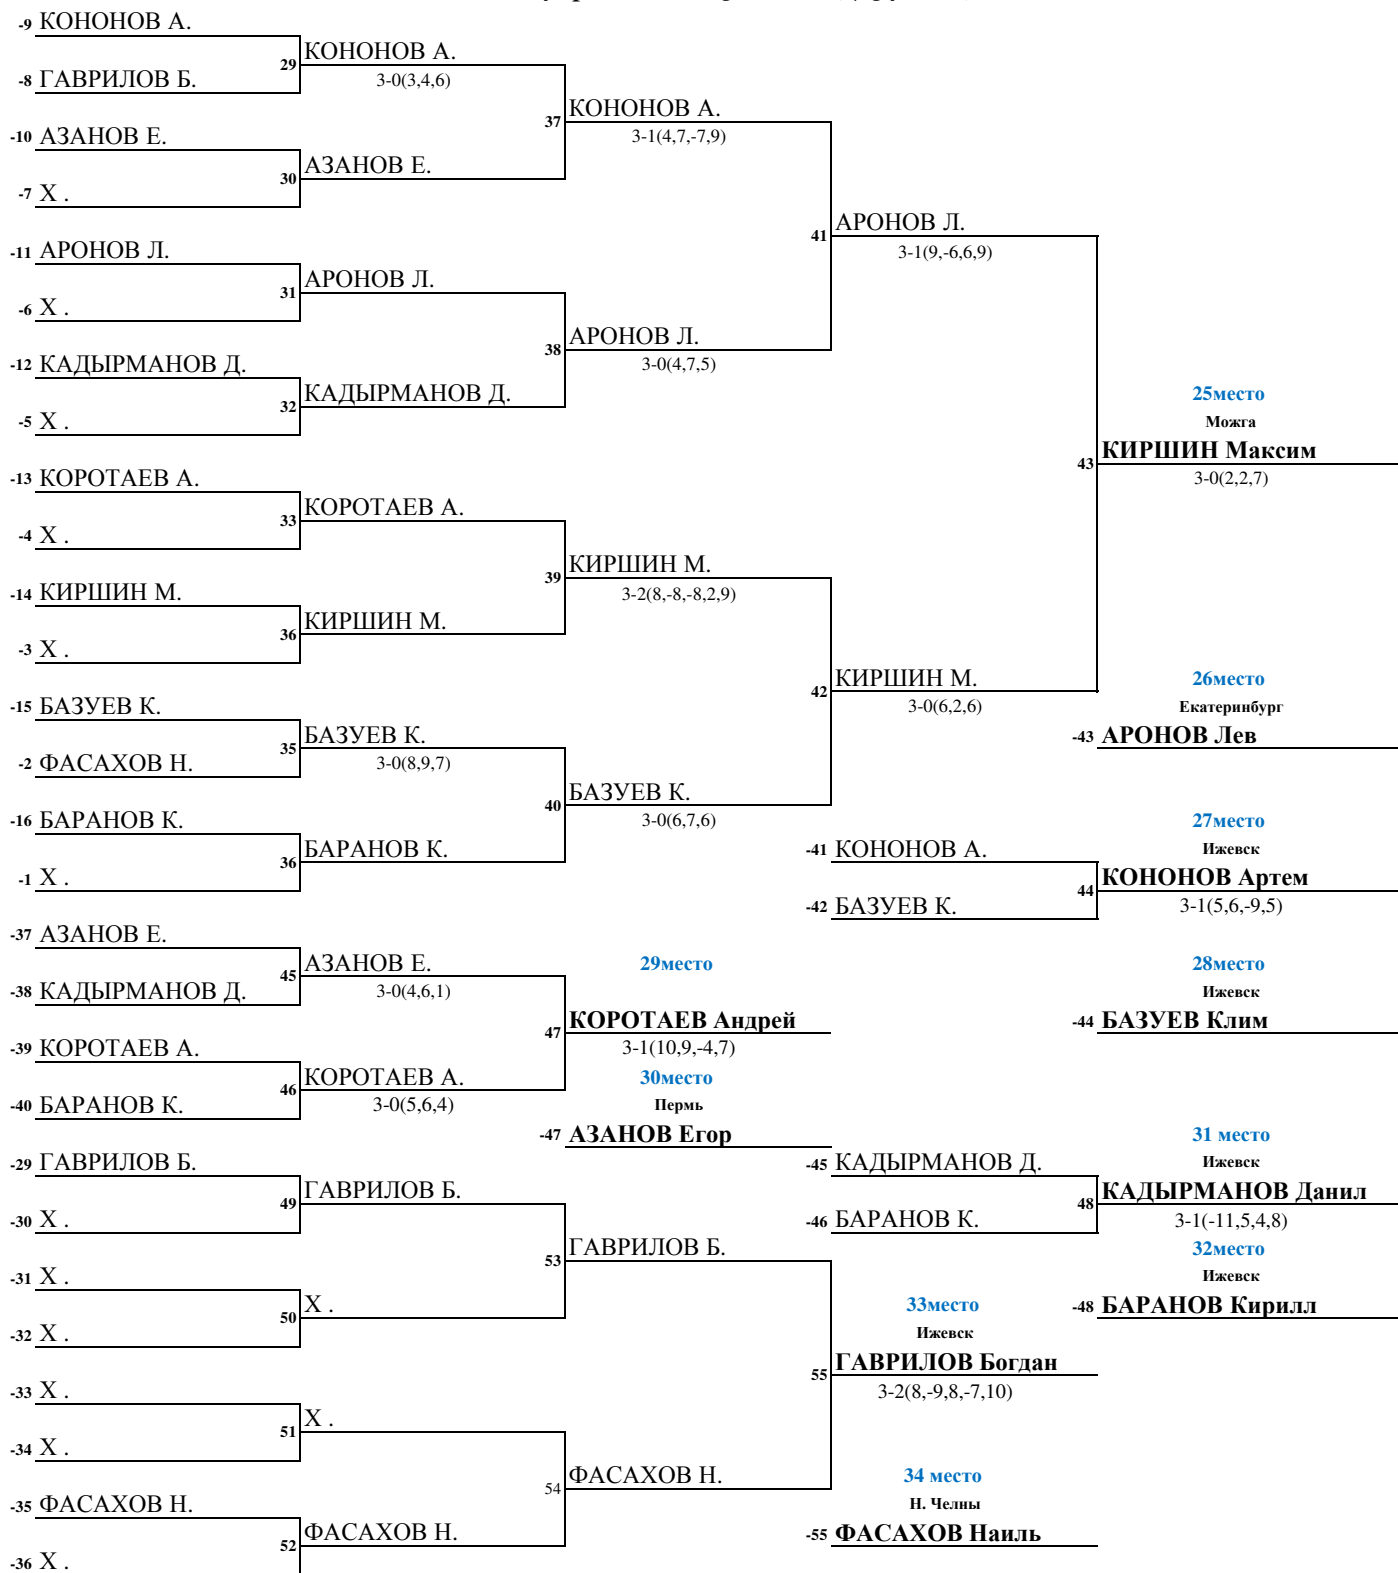 -9 КОНОНОВ А.
29 КОНОНОВ А.
3-0(3,4,6)
-8 ГАВРИЛОВ Б.
37 КОНОНОВ А.
3-1(4,7,-7,9)
-10 АЗАНОВ Е.
30 АЗАНОВ Е.
-7 Х .
41 АРОНОВ Л.
3-1(9,-6,6,9)
-11 АРОНОВ Л.
31 АРОНОВ Л.
-6 Х .
38 АРОНОВ Л.
3-0(4,7,5)
-12 КАДЫРМАНОВ Д.
32 КАДЫРМАНОВ Д.
-5 Х .
25место
Можга
43 КИРШИН Максим
3-0(2,2,7)
-13 КОРОТАЕВ А.
33 КОРОТАЕВ А.
-4 Х .
39 КИРШИН М.
3-2(8,-8,-8,2,9)
-14 КИРШИН М.
36 КИРШИН М.
-3 Х .
42 КИРШИН М.
3-0(6,2,6)
26место
Екатеринбург
-43 АРОНОВ Лев
-15 БАЗУЕВ К.
35 БАЗУЕВ К.
3-0(8,9,7)
-2 ФАСАХОВ Н.
40 БАЗУЕВ К.
3-0(6,7,6)
-16 БАРАНОВ К.
36 БАРАНОВ К.
-1 Х .
27место
Ижевск
-41 КОНОНОВ А.
44 КОНОНОВ Артем
3-1(5,6,-9,5)
-42 БАЗУЕВ К.
-37 АЗАНОВ Е.
45 АЗАНОВ Е.
3-0(4,6,1)
-38 КАДЫРМАНОВ Д.
29место
47 КОРОТАЕВ Андрей
3-1(10,9,-4,7)
28место
Ижевск
-44 БАЗУЕВ Клим
-39 КОРОТАЕВ А.
46 КОРОТАЕВ А.
3-0(5,6,4)
-40 БАРАНОВ К.
30место
Пермь
-47 АЗАНОВ Егор
-29 ГАВРИЛОВ Б.
49 ГАВРИЛОВ Б.
-30 Х .
-45 КАДЫРМАНОВ Д.
31 место
Ижевск
48 КАДЫРМАНОВ Данил
3-1(-11,5,4,8)
-46 БАРАНОВ К.
53 ГАВРИЛОВ Б.
32место
Ижевск
-48 БАРАНОВ Кирилл
-31 Х .
50 Х .
-32 Х .
33место
Ижевск
55 ГАВРИЛОВ Богдан
3-2(8,-9,8,-7,10)
-33 Х .
51 Х .
-34 Х .
54 ФАСАХОВ Н.
34 место
Н. Челны
-55 ФАСАХОВ Наиль
-35 ФАСАХОВ Н.
52 ФАСАХОВ Н.
-36 Х .